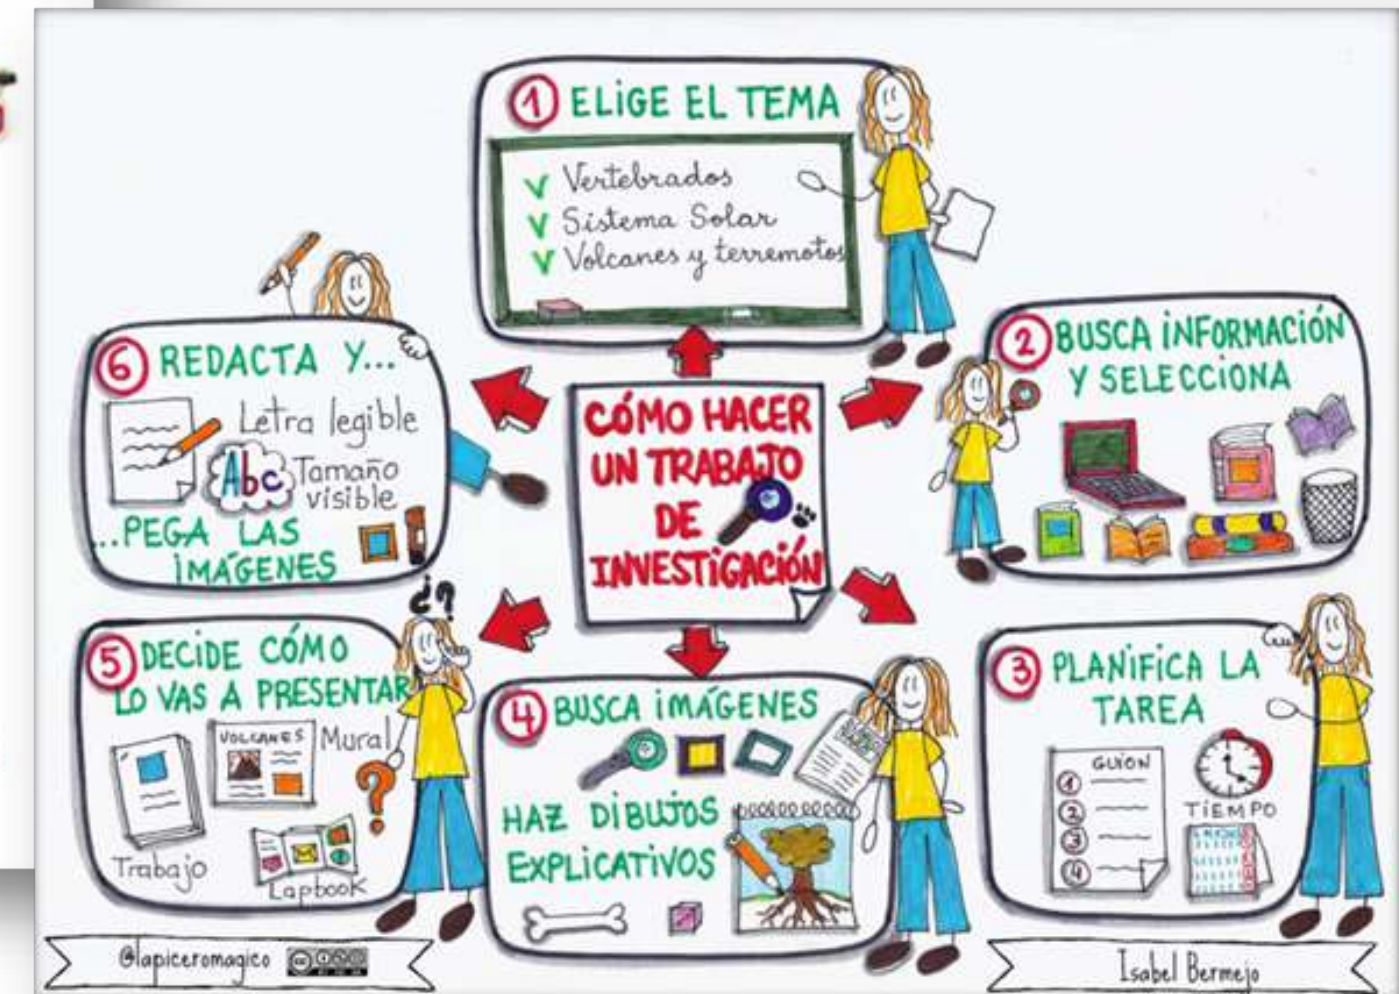 CÓMO HACER
UN TRABAJO
DE
INVESTIGACIÓN
1 ELIGE EL TEMA
V Vertebrados
V Sistema Solar
V Volcanes y terremotos
2 BUSCA INFORMACIÓN
Y SELECCIONA
3 PLANIFICA LA
TAREA
GUIÓN
1
2
3
4
TIEMPO
4 BUSCA IMÁGENES
HAZ DIBUJOS
EXPLICATIVOS
5 DECIDE CÓMO
LO VAS A PRESENTAR
¿?
VOLCANES
Mural
?
Trabajo
Lapbook
6 REDACTA Y...
Letra legible
Abc Tamaño
visible
...PEGA LAS
IMÁGENES
@lapiceromagico
Isabel Bermejo